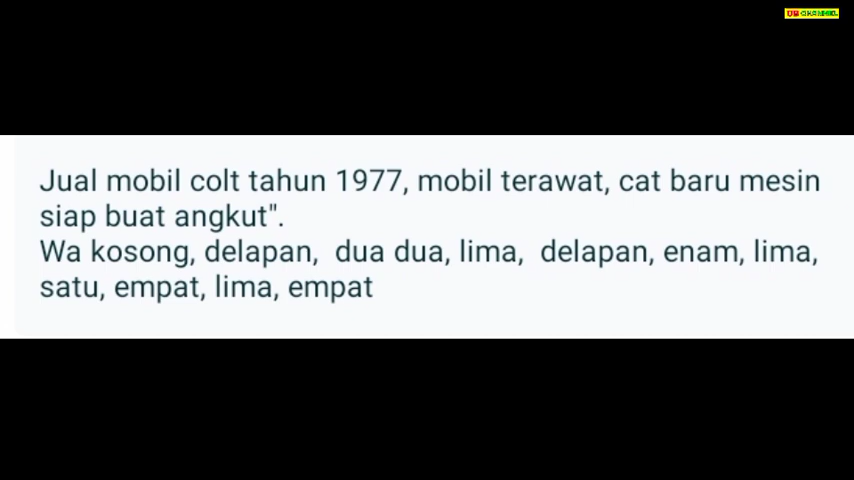 Jual mobil colt tahun 1977, mobil terawat, cat baru mesin
siap buat angkut".
Wa kosong, delapan, dua dua, lima, delapan, enam, lima,
satu, empat, lima, empat